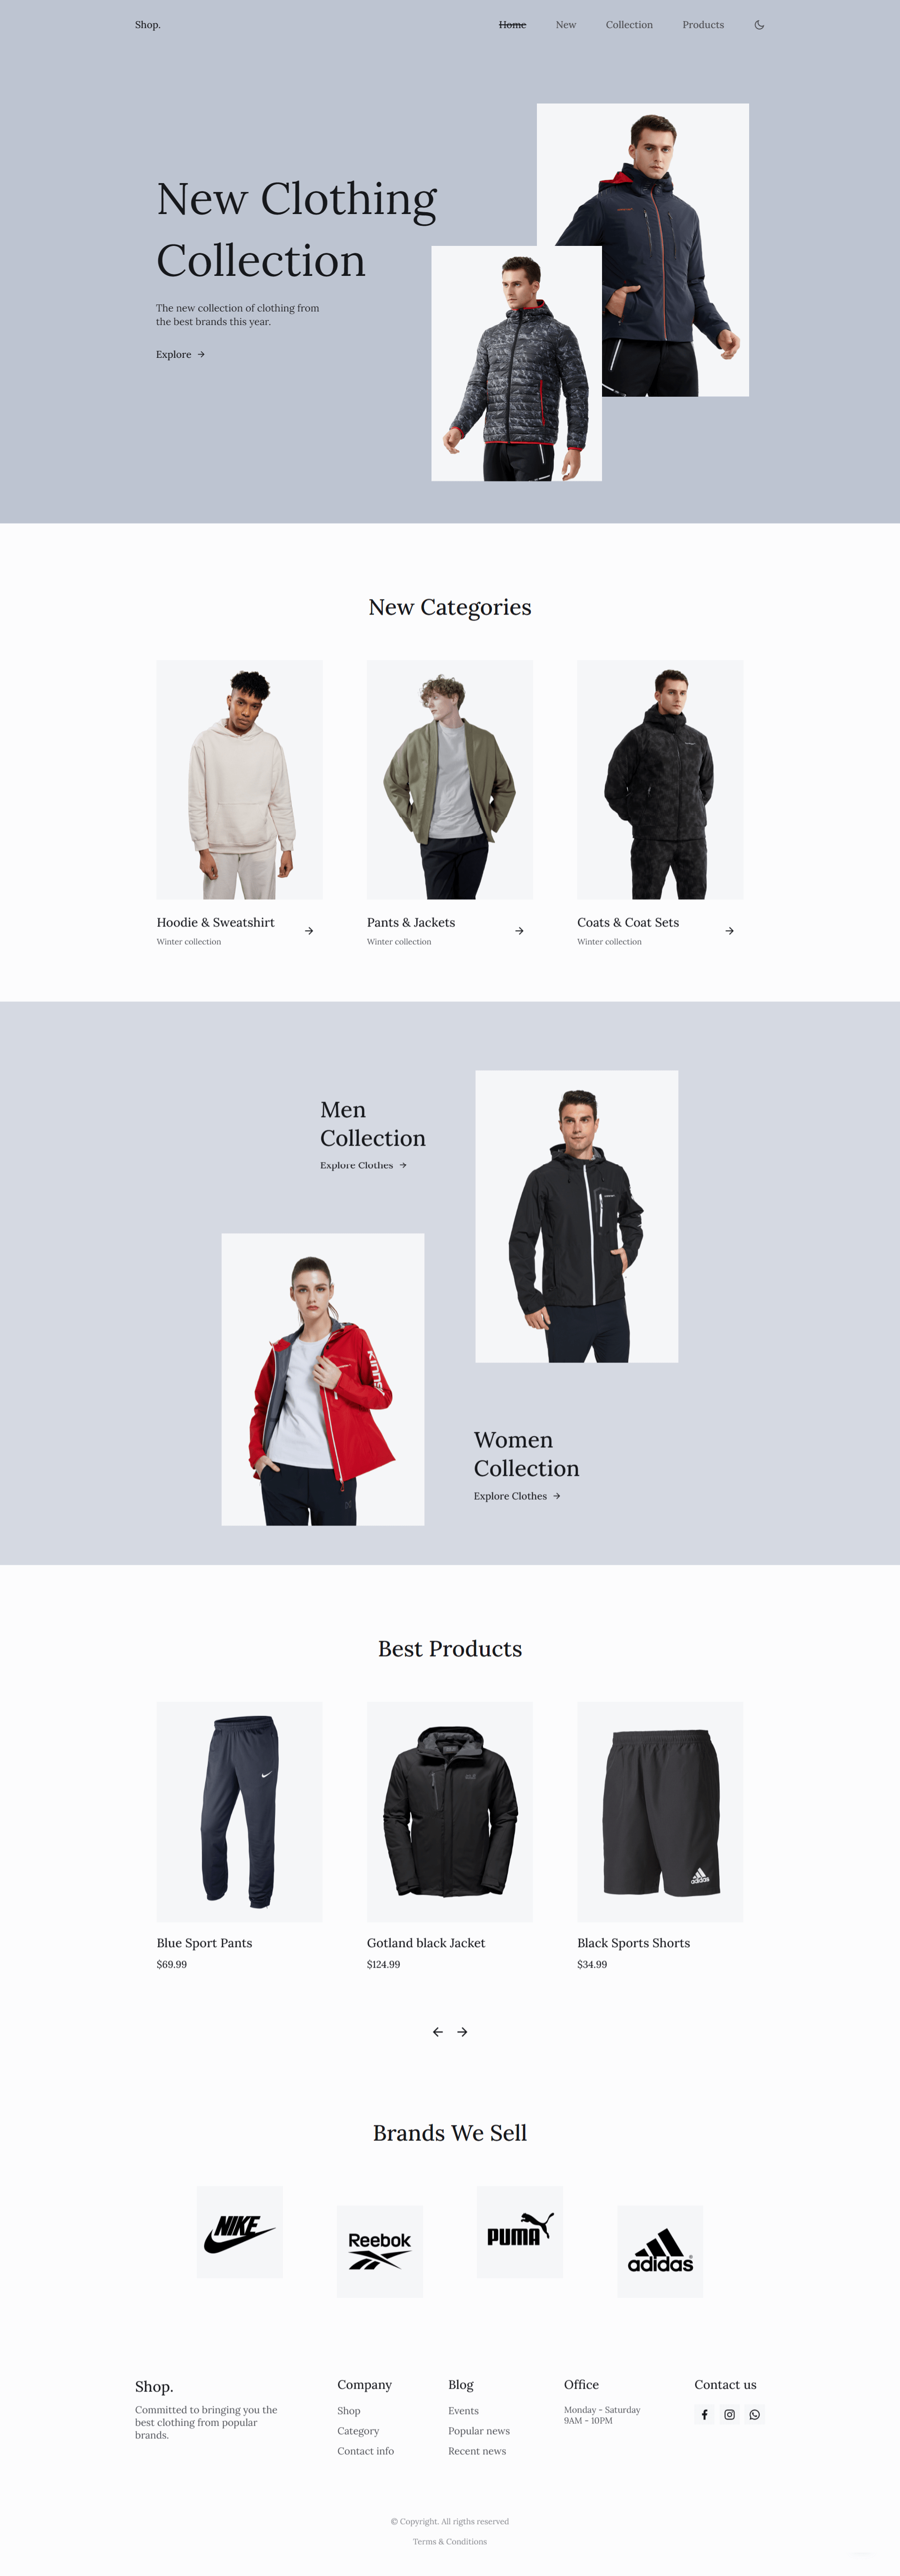 Shop.
Home New Collection Products
New Clothing
Collection
The new collection of clothing from
the best brands this year.
Explore
New Categories
Hoodie & Sweatshirt
Winter collection
Pants & Jackets
Winter collection
Coats & Coat Sets
Winter collection
Men
Collection
Explore Clothes
Women
Collection
Explore Clothes
Best Products
adidas
Blue Sport Pants
$69.99
Gotland black Jacket
$124.99
Black Sports Shorts
$34.99
Brands We Sell
NIKE
Reebok
PUMA
adidas
Shop.
Committed to bringing you the
best clothing from popular
brands.
Company
Shop
Category
Contact info
Blog
Events
Popular news
Recent news
Office
Monday - Saturday
9AM - 10PM
Contact us
© Copyright. All rigths reserved
Terms & Conditions